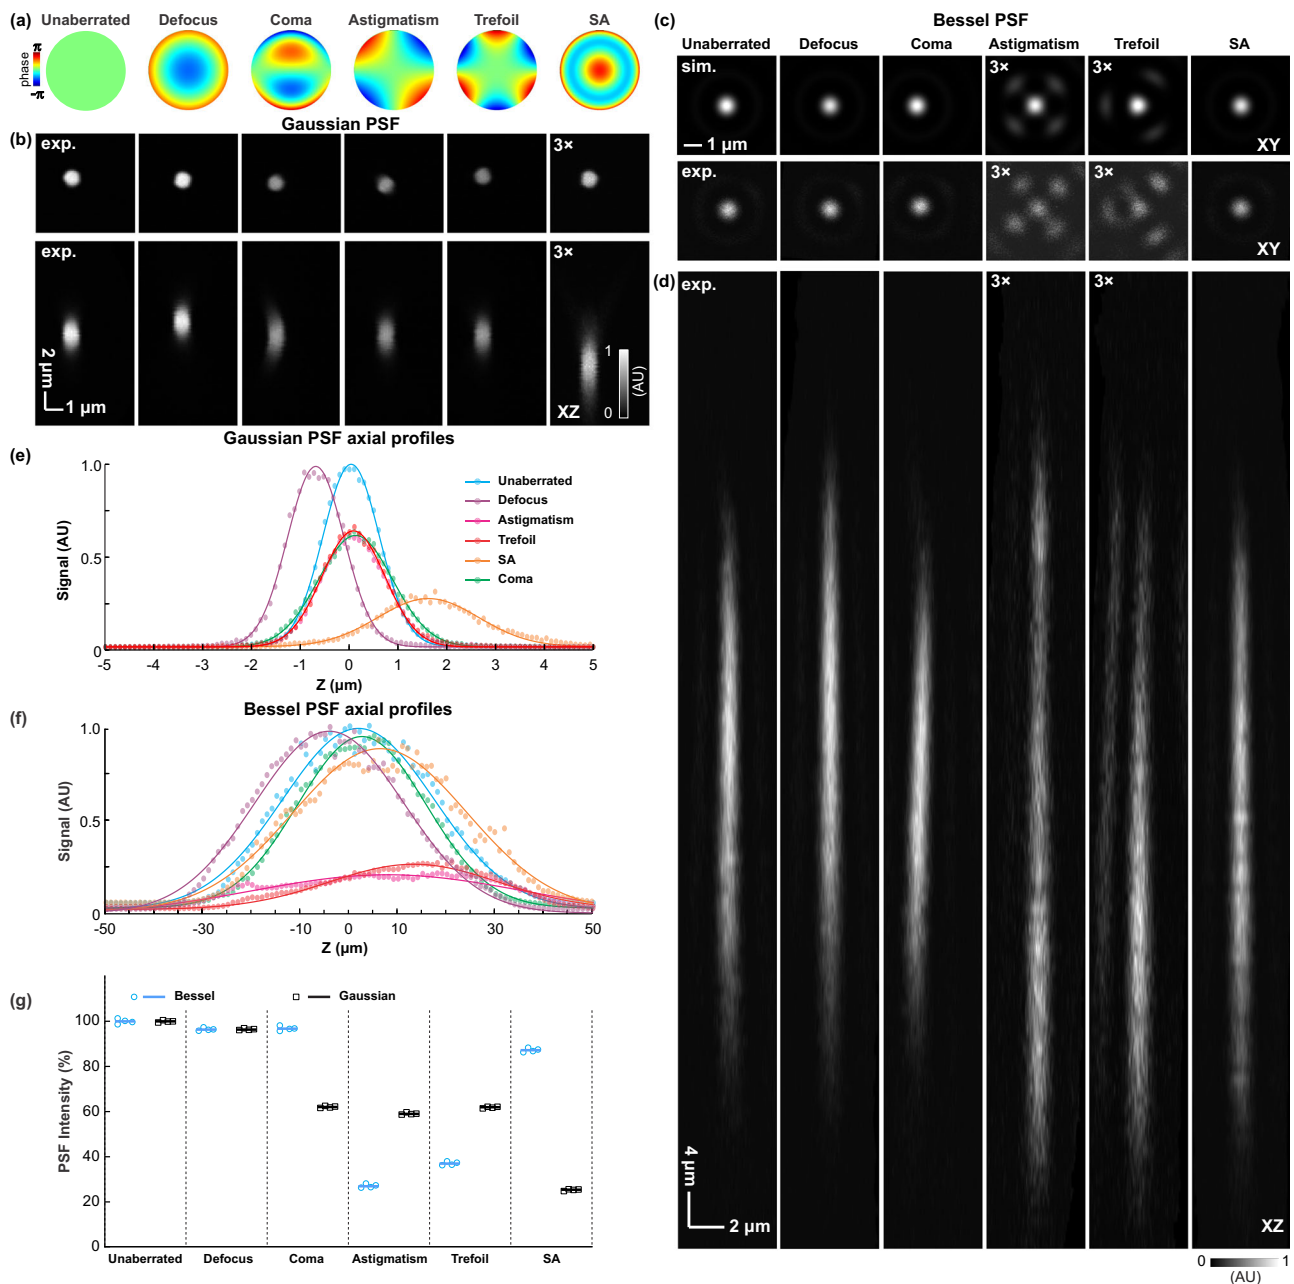 (a)
Unaberrated Defocus Coma Astigmatism Trefoil SA
phase
π
-π
Gaussian PSF
(b)
exp. 3×
exp. 3×
2 µm
1 µm
XZ
1
0
(AU)
(c)
Bessel PSF
Unaberrated Defocus Coma Astigmatism Trefoil SA
sim. 3× 3×
1 µm
XY
exp. 3× 3×
XY
(d)
exp. 3× 3×
4 µm
2 µm
XZ
0 1
(AU)
Gaussian PSF axial profiles
(e)
Signal (AU)
1.0
0.5
0
Unaberrated
Defocus
Astigmatism
Trefoil
SA
Coma
-5 -4 -3 -2 -1 0 1 2 3 4 5
Z (µm)
(f)
Bessel PSF axial profiles
Signal (AU)
1.0
0.5
0
-50 -40 -30 -20 -10 0 10 20 30 40 50
Z (µm)
(g)
Bessel Gaussian
PSF Intensity (%)
100
80
60
40
20
0
Unaberrated Defocus Coma Astigmatism Trefoil SA